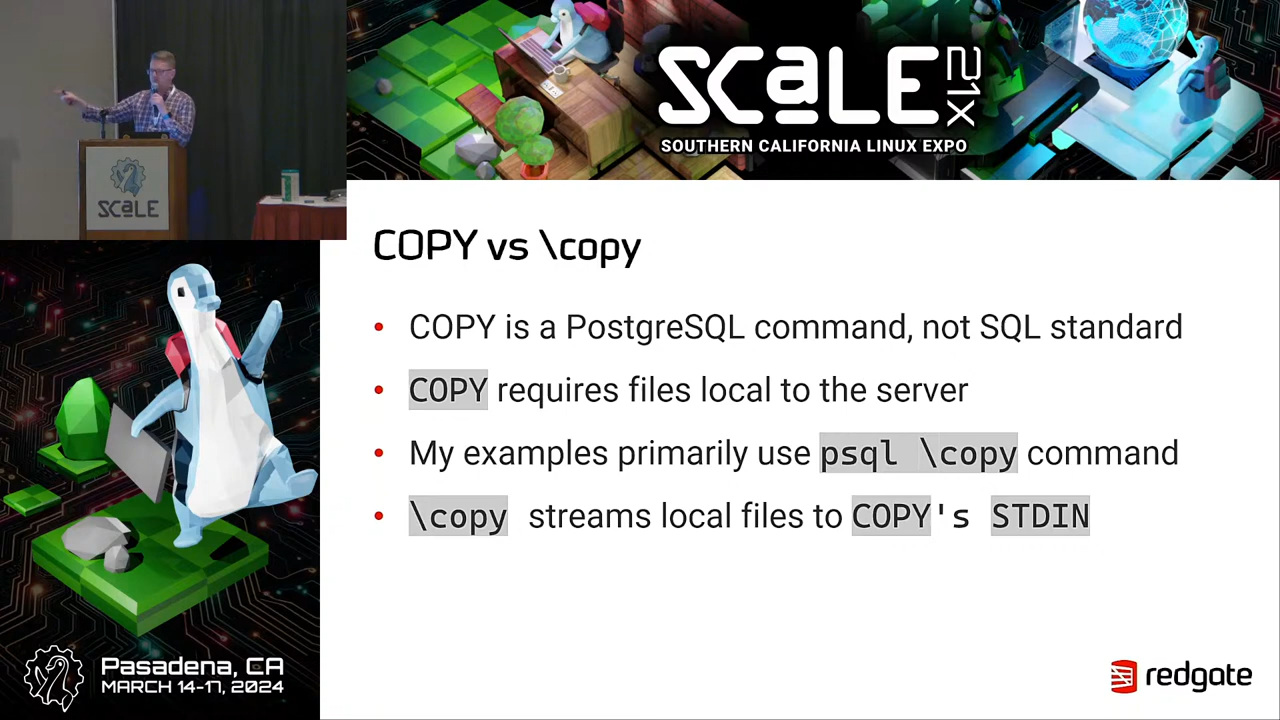 SCaLE 21X
SOUTHERN CALIFORNIA LINUX EXPO
SCaLE
COPY vs \copy
• COPY is a PostgreSQL command, not SQL standard
• COPY requires files local to the server
• My examples primarily use psql \copy command
• \copy streams local files to COPY's STDIN
Pasadena, CA
MARCH 14-17, 2024
redgate